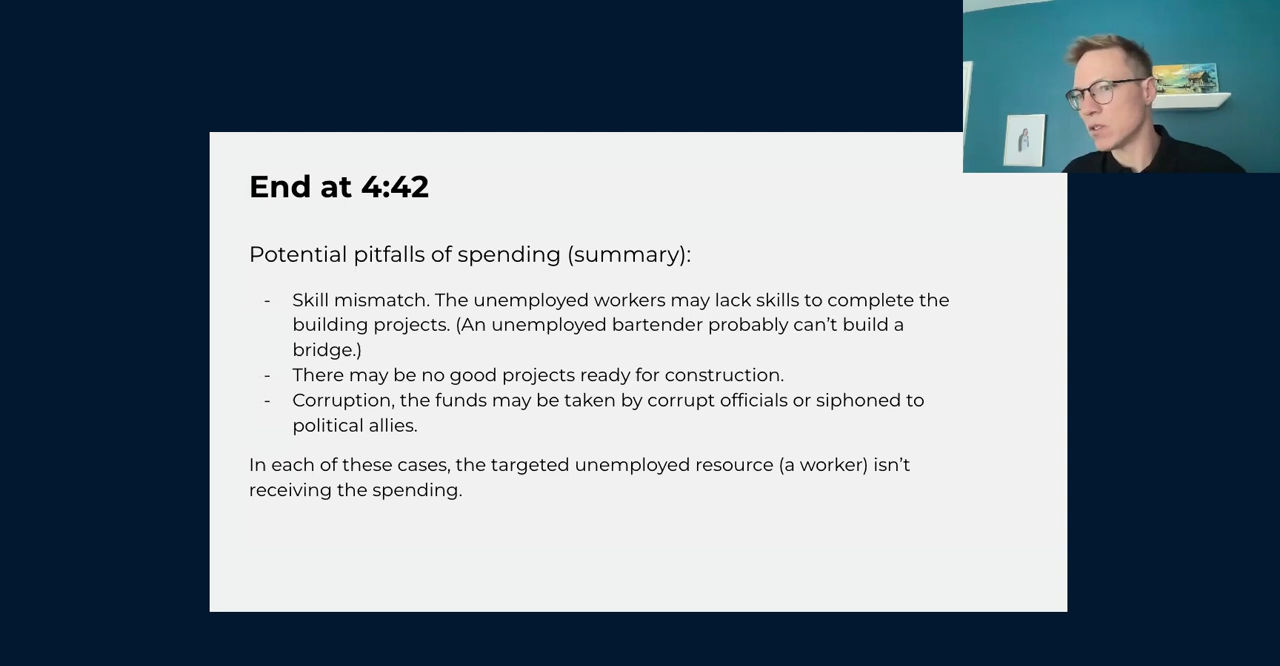 End at 4:42
Potential pitfalls of spending (summary):
- Skill mismatch. The unemployed workers may lack skills to complete the
building projects. (An unemployed bartender probably can’t build a
bridge.)
- There may be no good projects ready for construction.
- Corruption, the funds may be taken by corrupt officials or siphoned to
political allies.
In each of these cases, the targeted unemployed resource (a worker) isn’t
receiving the spending.